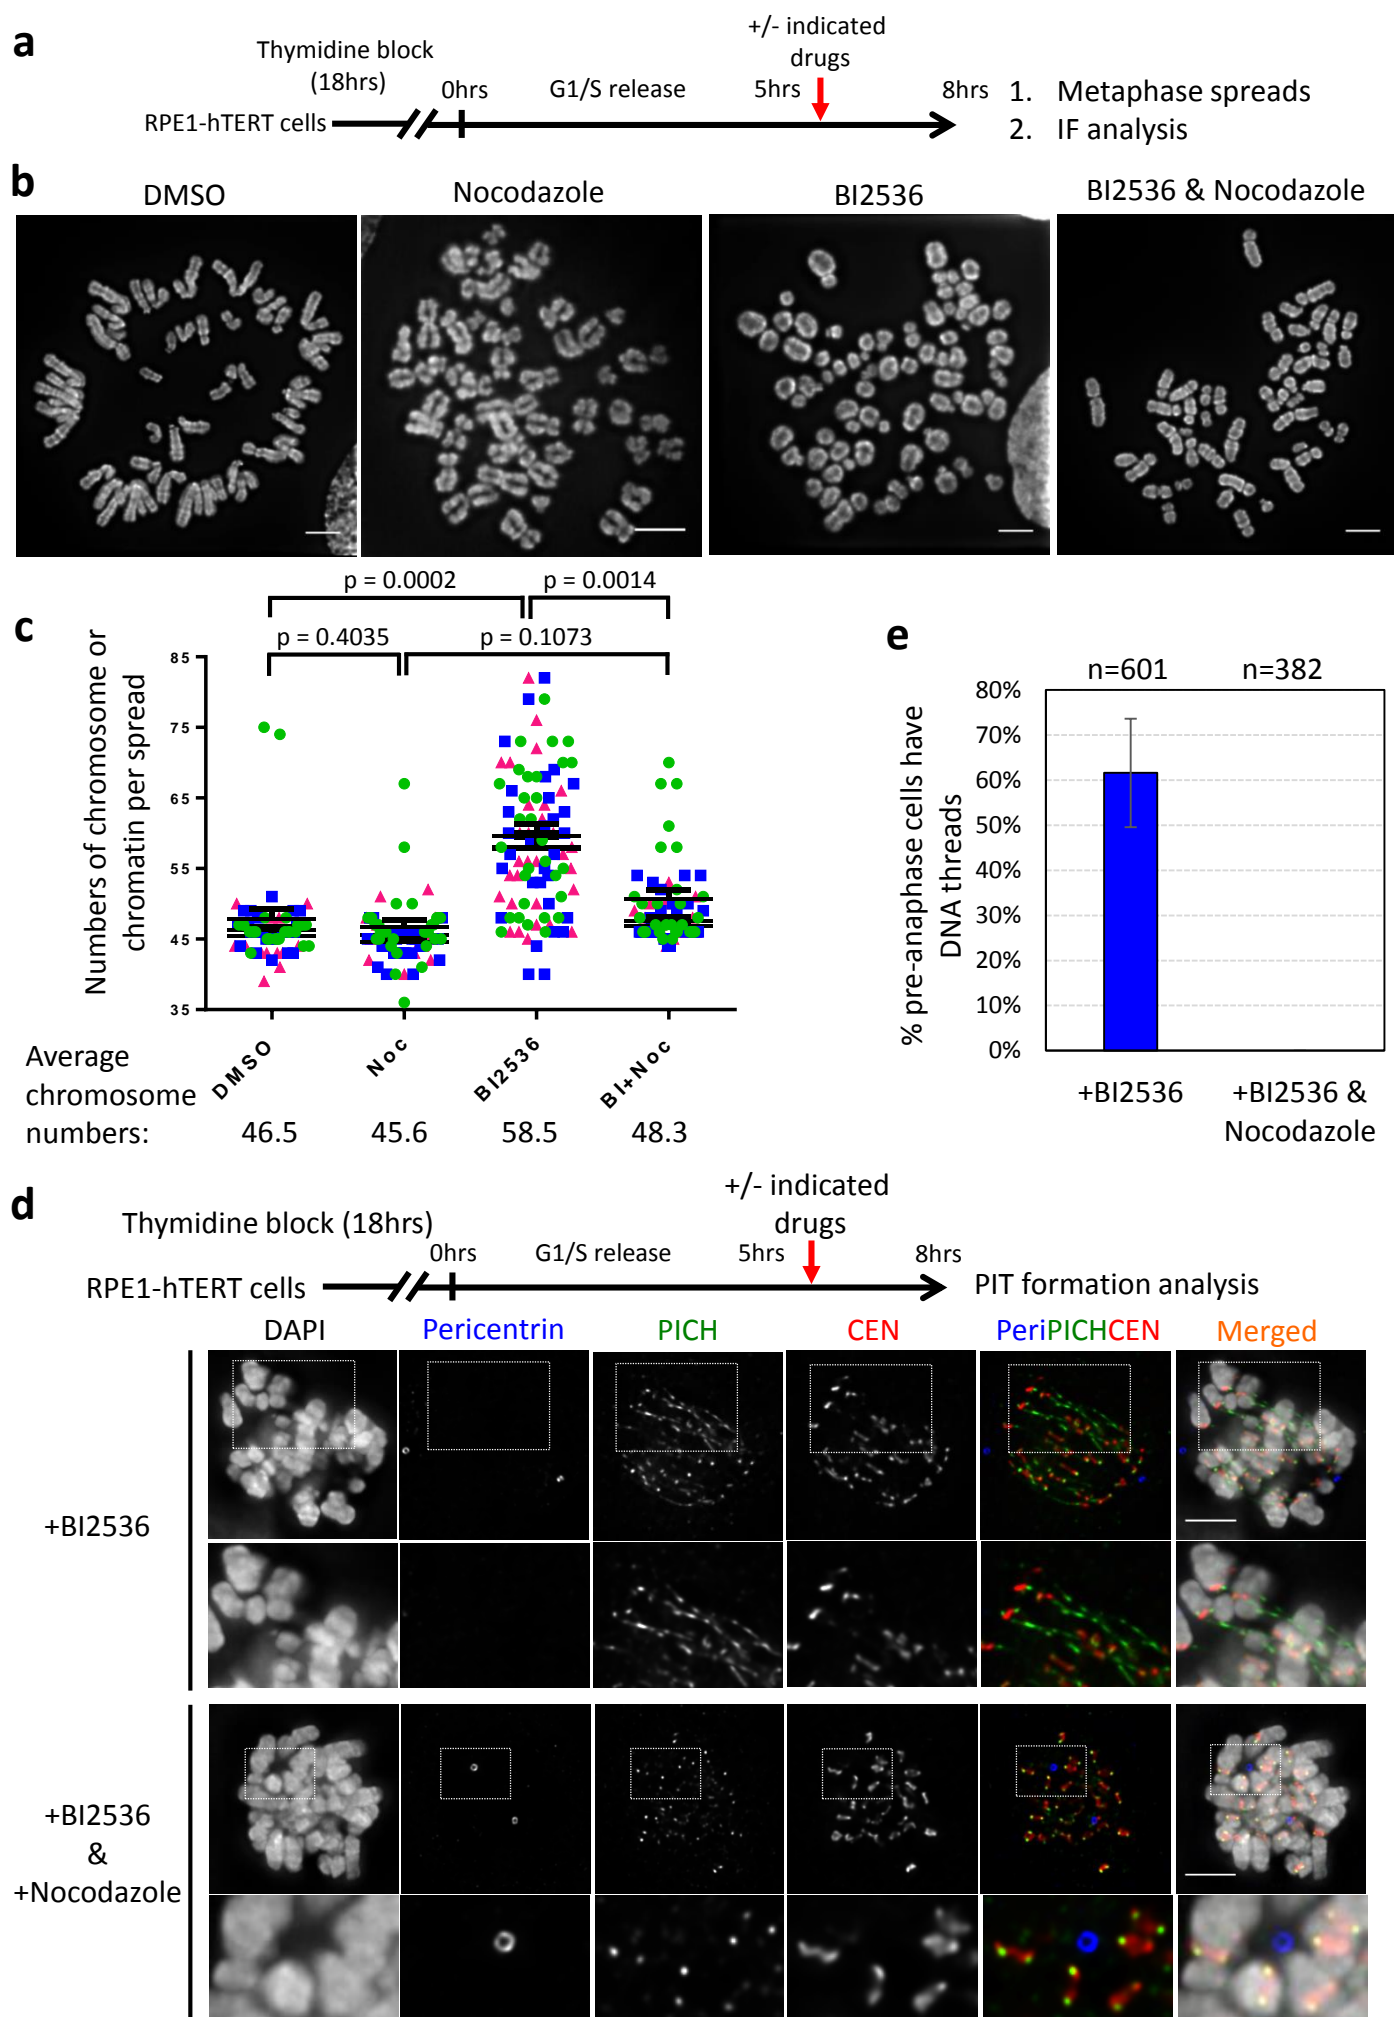 a
+/- indicated
drugs
Thymidine block
(18hrs)
0hrs
G1/S release
5hrs
8hrs
RPE1-hTERT cells
1. Metaphase spreads
2. IF analysis
b
DMSO
Nocodazole
BI2536
BI2536 & Nocodazole
c
p = 0.0002
p = 0.0014
p = 0.4035
p = 0.1073
Numbers of chromosome or
chromatin per spread
85
75
65
55
45
35
DMSO
Noc
BI2536
BI+Noc
Average
chromosome
numbers:
46.5
45.6
58.5
48.3
e
n=601
n=382
% pre-anaphase cells have
DNA threads
80%
70%
60%
50%
40%
30%
20%
10%
0%
+BI2536
+BI2536 &
Nocodazole
d
+/- indicated
drugs
Thymidine block (18hrs)
0hrs
G1/S release
5hrs
8hrs
RPE1-hTERT cells
PIT formation analysis
DAPI
Pericentrin
PICH
CEN
PeriPICHCEN
Merged
+BI2536
+BI2536
&
+Nocodazole